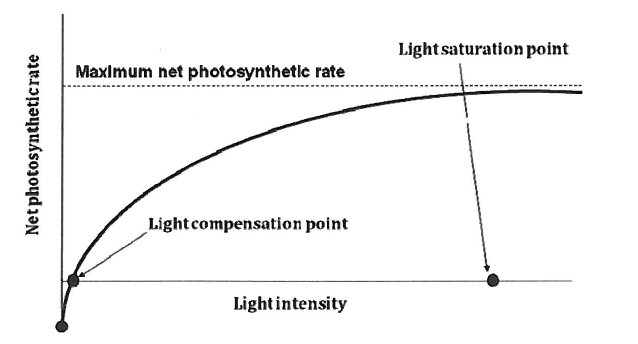 Light saturation point
Maximum net photosynthetic rate
Net photosynthetic rate
Light compensation point
Light intensity